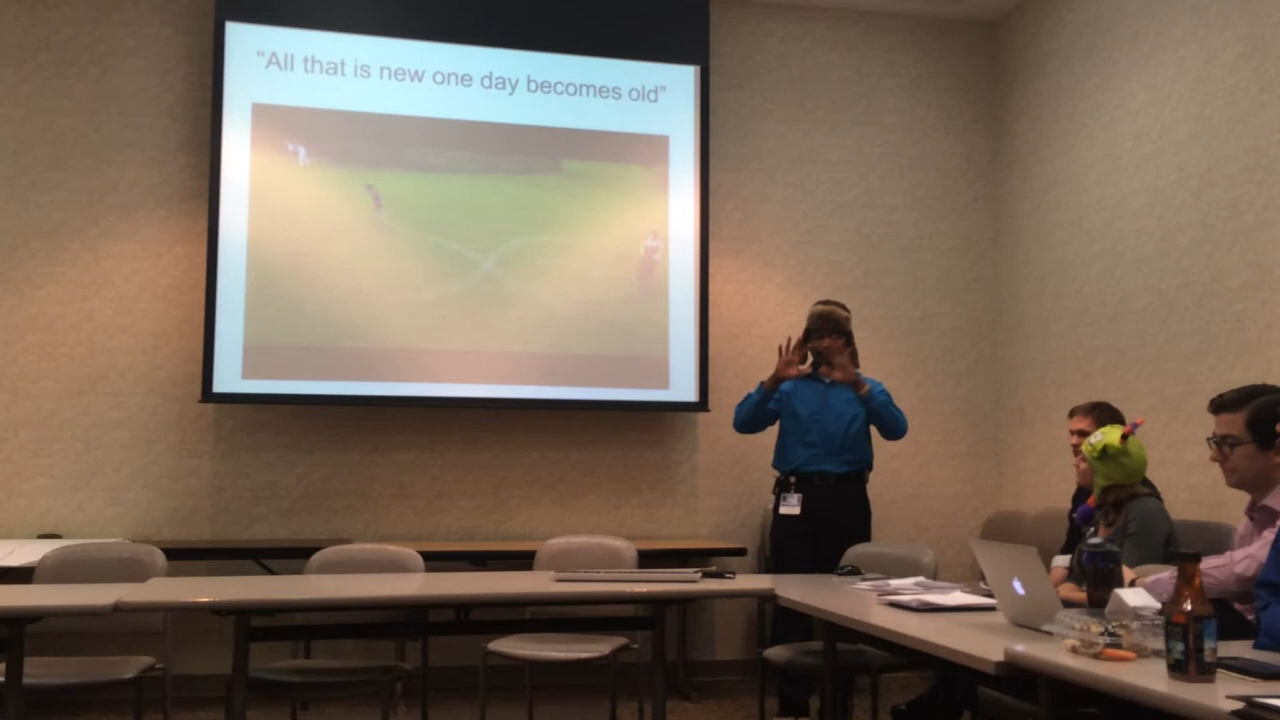 “All that is new one day becomes old”